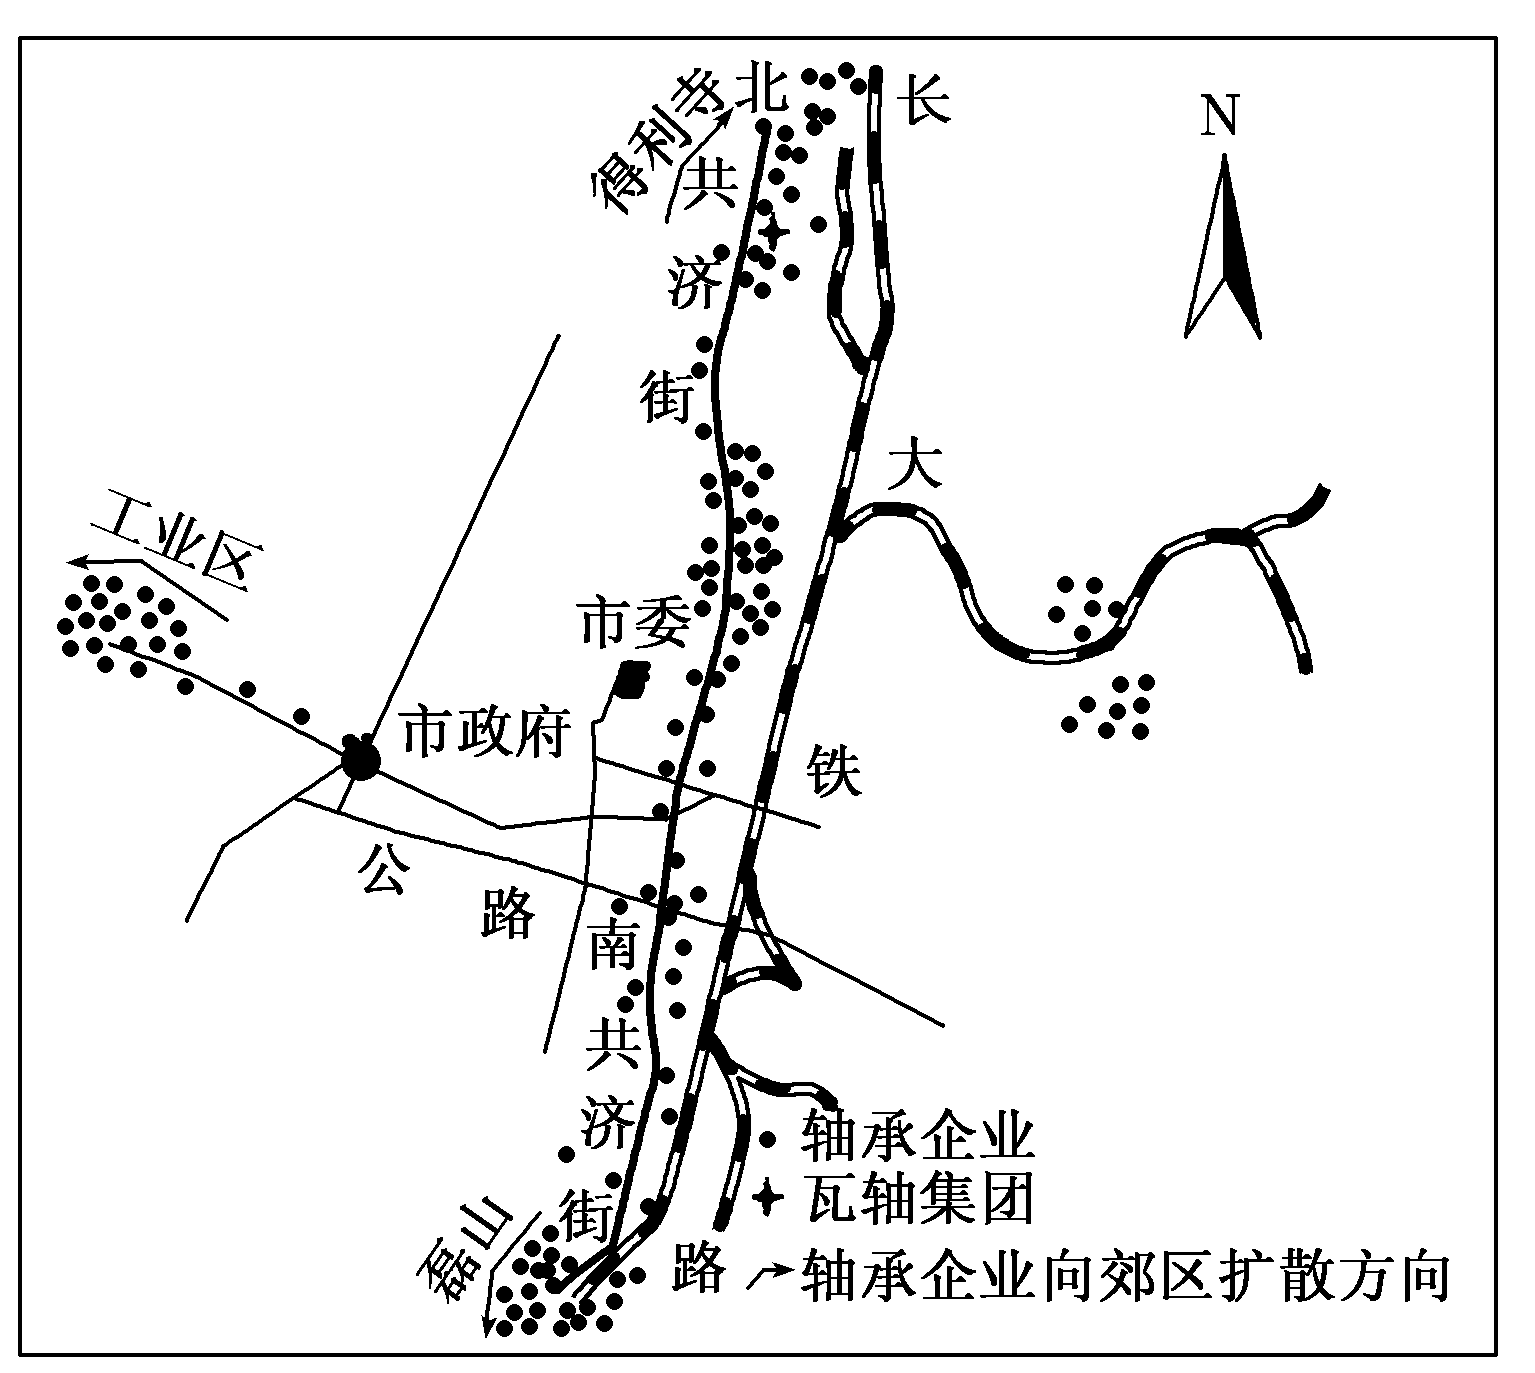 得利寺
北共济街
长大铁路
N
工业区
市委
市政府
公路
南共济街
磊山
轴承企业
瓦轴集团
轴承企业向郊区扩散方向